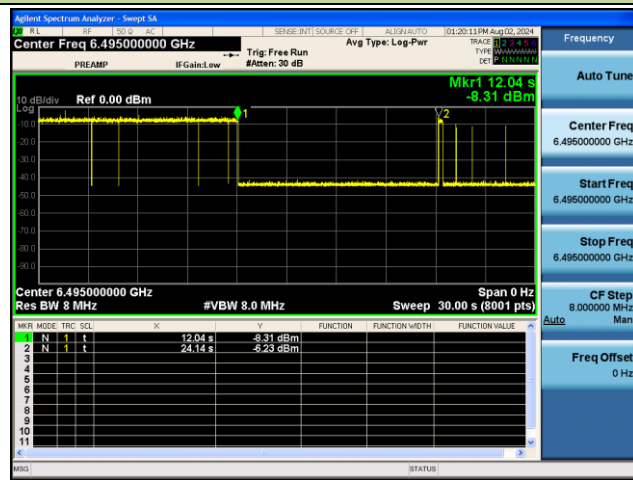 Agilent Spectrum Analyzer - Swept SA
RL RF 50 Ω AC SENSE:INT SOURCE OFF ALIGNAUTO 01:20:11PM Aug 02, 2024
Center Freq 6.495000000 GHz
PREAMP IFGain:Low
Trig: Free Run
#Atten: 30 dB
Avg Type: Log-Pwr
TRACE 1 2 3 4 5 6
TYPE
DET P N N N N N
Mkr1 12.04 s
-8.31 dBm
10 dB/div Ref 0.00 dBm
Log
1
2
-10.0
-20.0
-30.0
-40.0
-50.0
-60.0
-70.0
-80.0
-90.0
Center 6.495000000 GHz Span 0 Hz
Res BW 8 MHz #VBW 8.0 MHz Sweep 30.00 s (8001 pts)
MKR MODE TRC SCL X Y FUNCTION FUNCTION WIDTH FUNCTION VALUE
1 N 1 t 12.04 s -8.31 dBm
2 N 1 t 24.14 s -6.23 dBm
3
4
5
6
7
8
9
10
11
MSG STATUS
Frequency
Auto Tune
Center Freq
6.495000000 GHz
Start Freq
6.495000000 GHz
Stop Freq
6.495000000 GHz
CF Step
8.000000 MHz
Auto Man
Freq Offset
0 Hz